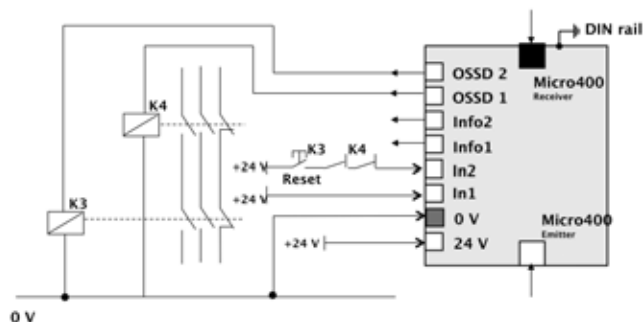 DIN rail
OSSD 2
Micro400
Receiver
OSSD 1
K4
Info2
Info1
K3 K4
+24 V
In2
Reset
+24 V
In1
K3
0 V
Micro400
Emitter
+24 V
24 V
0 V